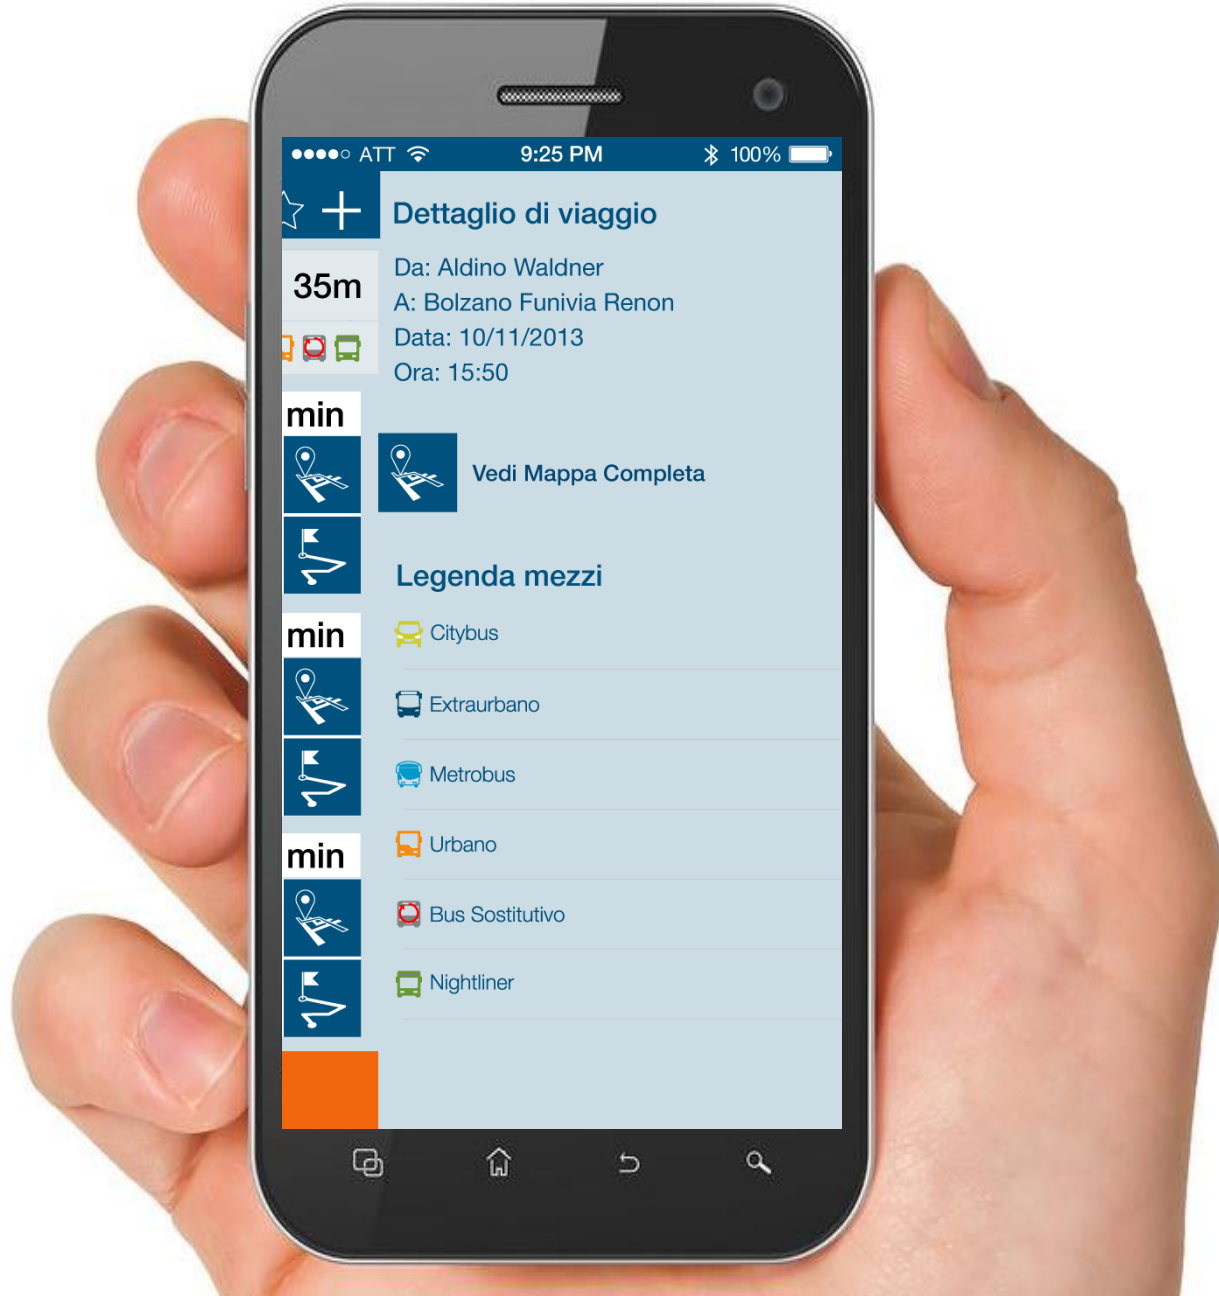 ATT 9:25 PM 100%
Dettaglio di viaggio
35m
Da: Aldino Waldner
A: Bolzano Funivia Renon
Data: 10/11/2013
Ora: 15:50
min
Vedi Mappa Completa
Legenda mezzi
min
Citybus
Extraurbano
Metrobus
min
Urbano
Bus Sostitutivo
Nightliner